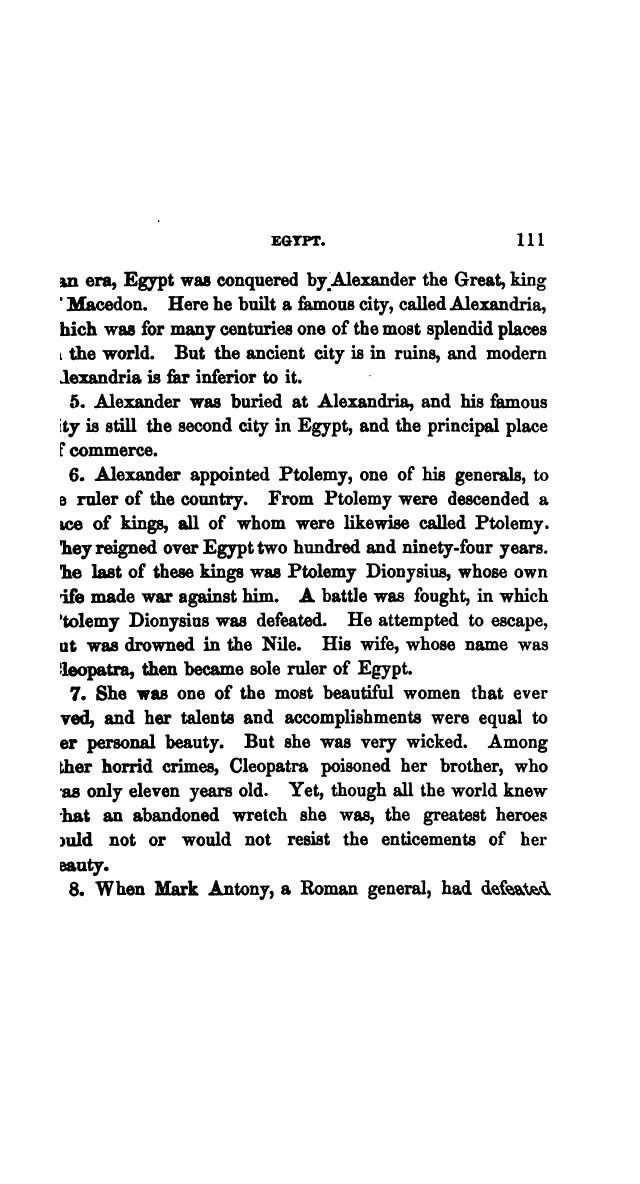 EGYPT. 111
an era, Egypt was conquered by Alexander the Great, king
' Macedon. Here he built a famous city, called Alexandria,
hich was for many centuries one of the most splendid places
the world. But the ancient city is in ruins, and modern
lexandria is far inferior to it.
5. Alexander was buried at Alexandria, and his famous
ity is still the second city in Egypt, and the principal place
f commerce.
6. Alexander appointed Ptolemy, one of his generals, to
e ruler of the country. From Ptolemy were descended a
ace of kings, all of whom were likewise called Ptolemy.
hey reigned over Egypt two hundred and ninety-four years.
he last of these kings was Ptolemy Dionysius, whose own
ife made war against him. A battle was fought, in which
tolemy Dionysius was defeated. He attempted to escape,
ut was drowned in the Nile. His wife, whose name was
leopatra, then became sole ruler of Egypt.
7. She was one of the most beautiful women that ever
ved, and her talents and accomplishments were equal to
er personal beauty. But she was very wicked. Among
ther horrid crimes, Cleopatra poisoned her brother, who
as only eleven years old. Yet, though all the world knew
hat an abandoned wretch she was, the greatest heroes
ould not or would not resist the enticements of her
eauty.
8. When Mark Antony, a Roman general, had defeated